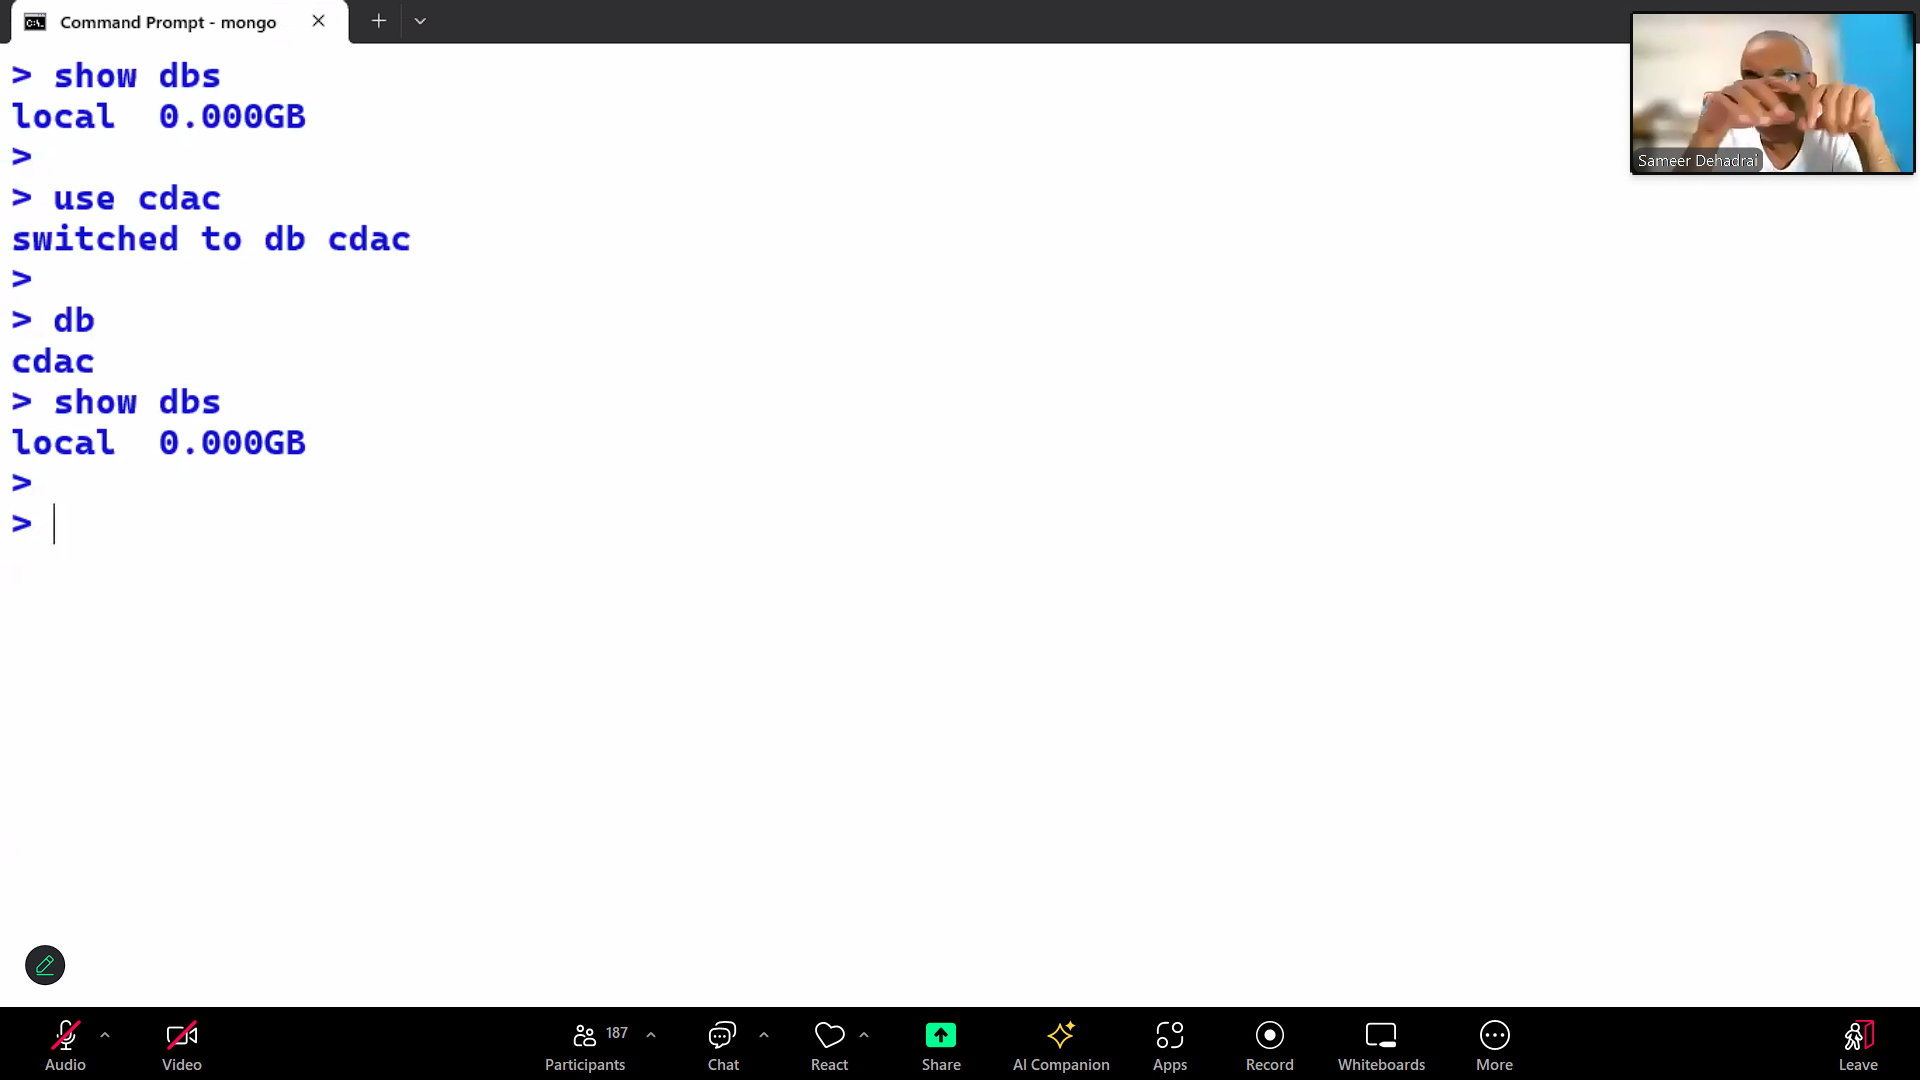 Command Prompt - mongo
> show dbs
local  0.000GB
>
> use cdac
switched to db cdac
>
> db
cdac
> show dbs
local  0.000GB
>
>
Sameer Dehadrai
Audio
Video
187
Participants
Chat
React
Share
AI Companion
Apps
Record
Whiteboards
More
Leave